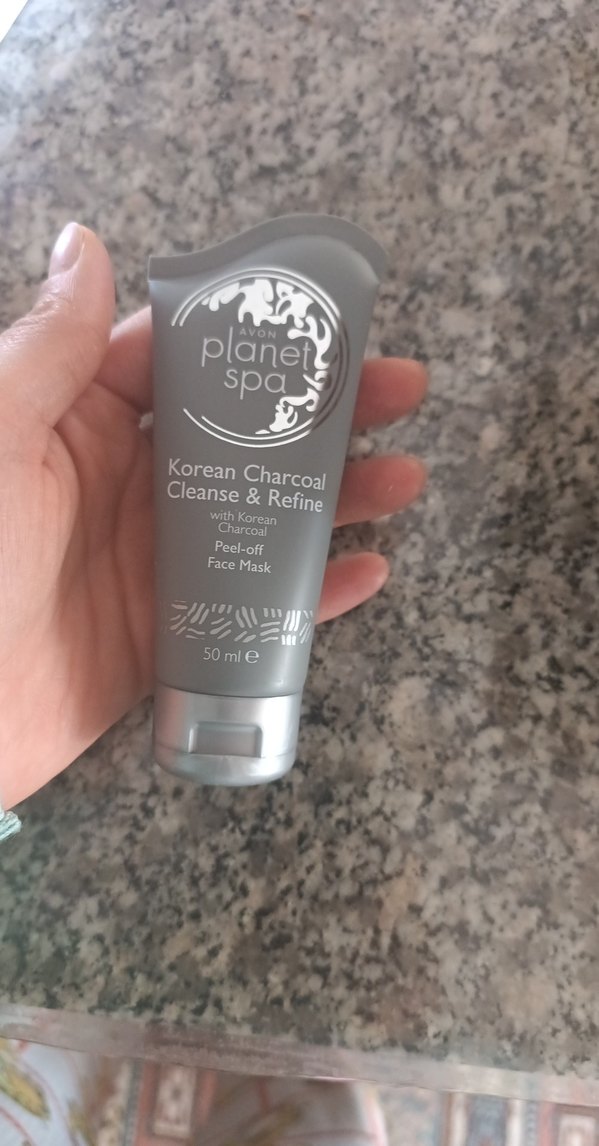 AVON
planet
spa
Korean Charcoal
Cleanse & Refine
with Korean
Charcoal
Peel-off
Face Mask
50 ml ℮